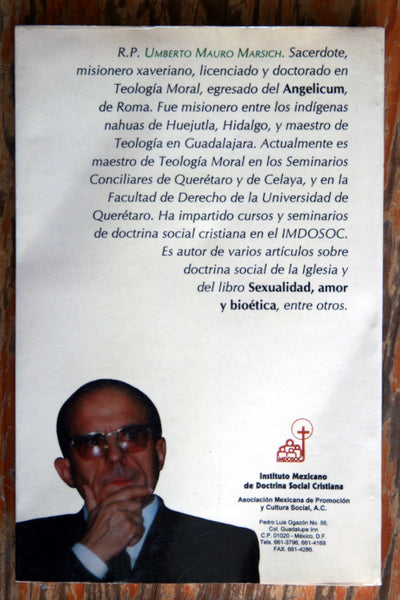 R.P. UMBERTO MAURO MARSICH. Sacerdote,
misionero xaveriano, licenciado y doctorado en
Teología Moral, egresado del Angelicum,
de Roma. Fue misionero entre los indígenas
nahuas de Huejutla, Hidalgo, y maestro de
Teología en Guadalajara. Actualmente es
maestro de Teología Moral en los Seminarios
Conciliares de Querétaro y de Celaya, y en la
Facultad de Derecho de la Universidad de
Querétaro. Ha impartido cursos y seminarios
de doctrina social cristiana en el IMDOSOC.
Es autor de varios artículos sobre
doctrina social de la Iglesia y
del libro Sexualidad, amor
y bioética, entre otros.
IMDOSOC
Instituto Mexicano
de Doctrina Social Cristiana
Asociación Mexicana de Promoción
y Cultura Social, A.C.
Pedro Luis Ogazón No. 56,
Col. Guadalupe Inn
C.P. 01020 - México, D.F.
Tels. 661-3796, 661-4169.
FAX: 661-4286.